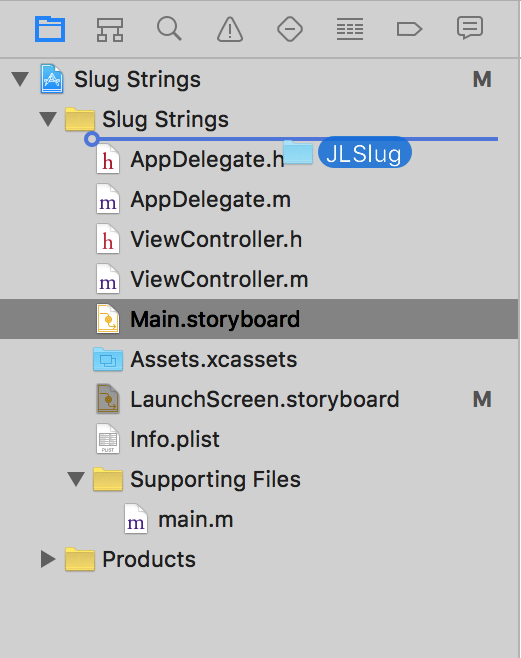 Slug Strings M
Slug Strings
JLSlug
h AppDelegate.h
m AppDelegate.m
h ViewController.h
m ViewController.m
Main.storyboard
Assets.xcassets
LaunchScreen.storyboard M
PLIST Info.plist
Supporting Files
m main.m
Products